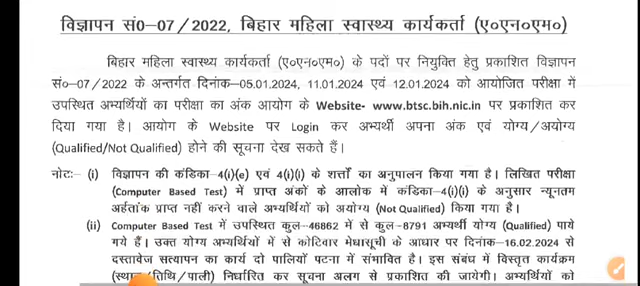 विज्ञापन सं0-07 / 2022, बिहार महिला स्वास्थ्य कार्यकर्ता (ए०एन०एम०)
बिहार महिला स्वास्थ्य कार्यकर्ता (ए०एन०एम०) के पदों पर नियुक्ति हेतु प्रकाशित विज्ञापन
सं०-07 / 2022 के अन्तर्गत दिनांक-05.01.2024, 11.01.2024 एवं 12.01.2024 को आयोजित परीक्षा में
उपस्थित अभ्यर्थियों का परीक्षा का अंक आयोग के Website- www.btsc.bih.nic.in पर प्रकाशित कर
दिया गया है। आयोग के Website पर Login कर अभ्यर्थी अपना अंक एवं योग्य/अयोग्य
(Qualified/Not Qualified) होने की सूचना देख सकते हैं।
नोटः- (i) विज्ञापन की कंडिका-4(i)(e) एवं 4(i)(i) के शर्त्तों का अनुपालन किया गया है। लिखित परीक्षा
(Computer Based Test) में प्राप्त अंकों के आलोक में कंडिका-4(i)(i) के अनुसार न्यूनतम
अर्हतांक प्राप्त नहीं करने वाले अभ्यर्थियों को अयोग्य (Not Qualified) किया गया है।
(ii) Computer Based Test में उपस्थित कुल-46862 में से कुल-8791 अभ्यर्थी योग्य (Qualified) पाये
गये हैं। उक्त योग्य अभ्यर्थियों में से कोटिवार मेधासूची के आधार पर दिनांक-16.02.2024 से
दस्तावेज सत्यापन का कार्य दो पालियों पटना में संभावित है। इस संबंध में विस्तृत कार्यक्रम
(स्थान/तिथि/पाली) निर्धारित कर सूचना अलग से प्रकाशित की जायेगी। अभ्यर्थियों को